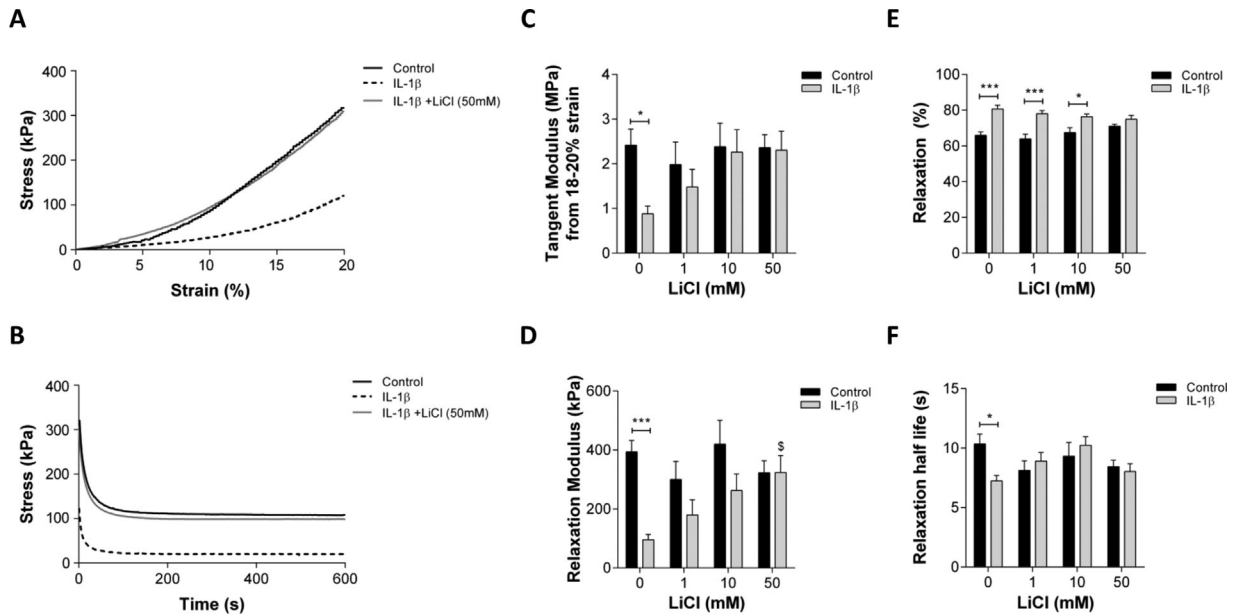 A
Control
IL-1β
IL-1β +LiCl (50mM)
400
300
200
100
0
Stress (kPa)
0 5 10 15 20
Strain (%)
B
Control
IL-1β
IL-1β +LiCl (50mM)
400
300
200
100
0
Stress (kPa)
0 200 400 600
Time (s)
C
Control
IL-1β
4
3
2
1
0
Tangent Modulus (MPa)
from 18-20% strain
*
0 1 10 50
LiCl (mM)
D
Control
IL-1β
600
400
200
0
Relaxation Modulus (kPa)
***
$
0 1 10 50
LiCl (mM)
E
Control
IL-1β
100
80
60
40
20
0
Relaxation (%)
*** *** *
0 1 10 50
LiCl (mM)
F
Control
IL-1β
15
10
5
0
Relaxation half life (s)
*
0 1 10 50
LiCl (mM)